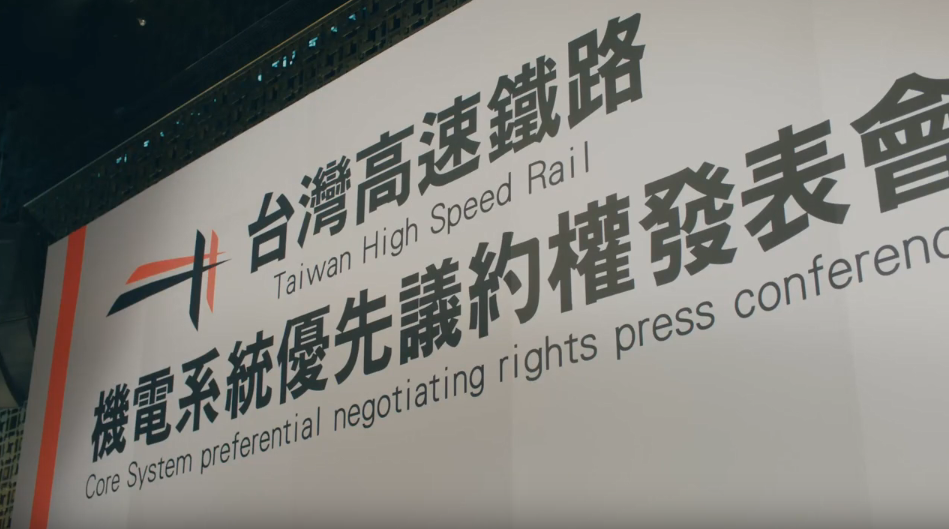 台灣高速鐵路
Taiwan High Speed Rail
機電系統優先議約權發表會
Core System preferential negotiating rights press conferenc